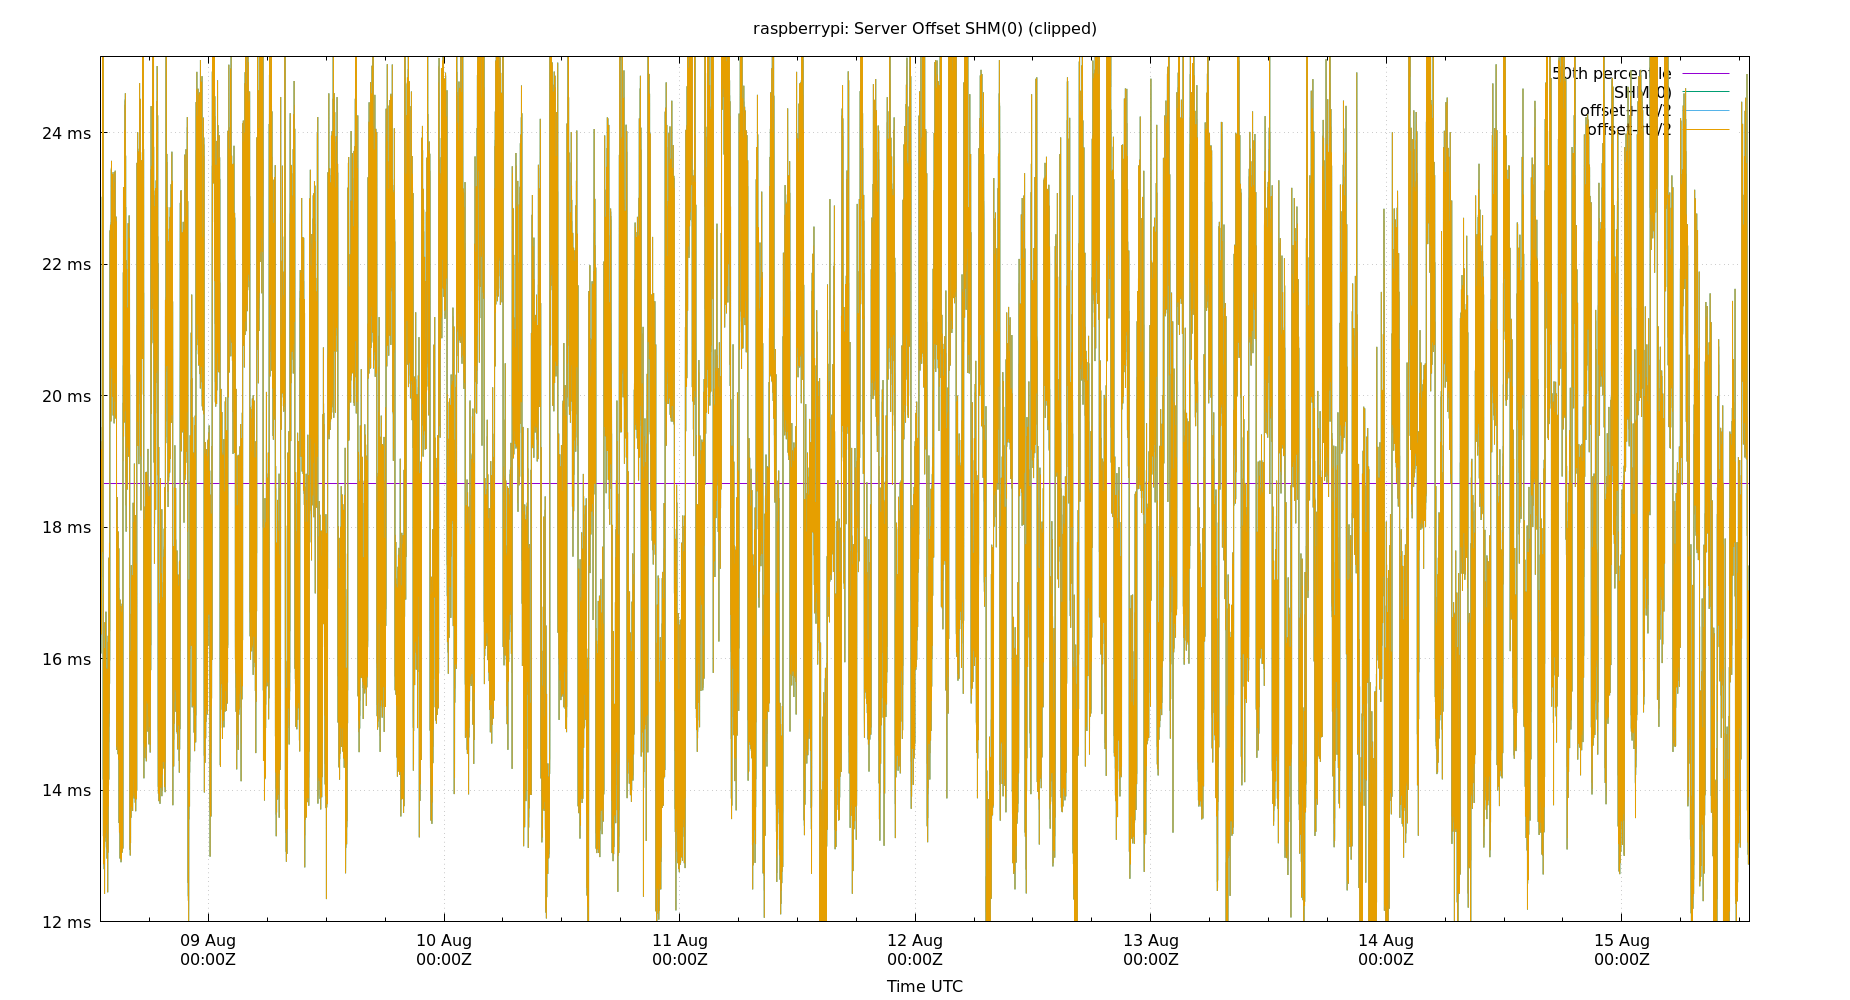 raspberrypi: Server Offset SHM(0) (clipped)
50th percentile
SHM(0)
offset+rtt/2
offset-rtt/2
24 ms
22 ms
20 ms
18 ms
16 ms
14 ms
12 ms
09 Aug 10 Aug 11 Aug 12 Aug 13 Aug 14 Aug 15 Aug
00:00Z 00:00Z 00:00Z 00:00Z 00:00Z 00:00Z 00:00Z
Time UTC